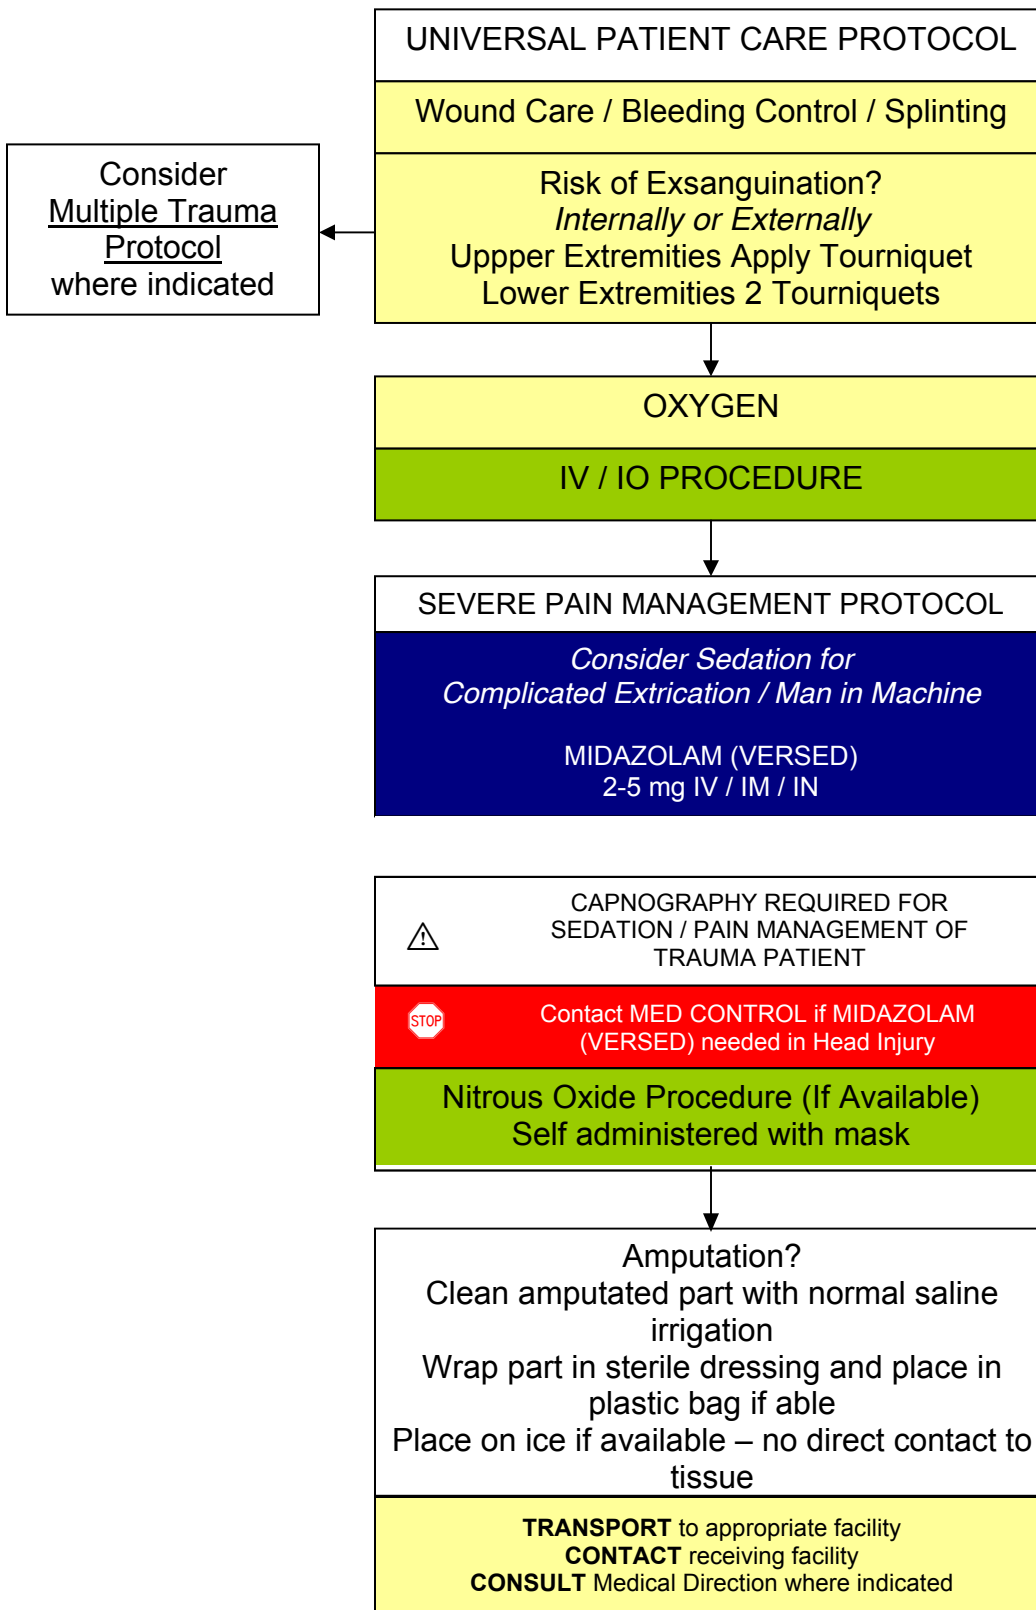 UNIVERSAL PATIENT CARE PROTOCOL
Wound Care / Bleeding Control / Splinting
Consider
Multiple Trauma
Protocol
where indicated
Risk of Exsanguination?
Internally or Externally
Uppper Extremities Apply Tourniquet
Lower Extremities 2 Tourniquets
OXYGEN
IV / IO PROCEDURE
SEVERE PAIN MANAGEMENT PROTOCOL
Consider Sedation for
Complicated Extrication / Man in Machine
MIDAZOLAM (VERSED)
2-5 mg IV / IM / IN
CAPNOGRAPHY REQUIRED FOR
SEDATION / PAIN MANAGEMENT OF
TRAUMA PATIENT
STOP
Contact MED CONTROL if MIDAZOLAM
(VERSED) needed in Head Injury
Nitrous Oxide Procedure (If Available)
Self administered with mask
Amputation?
Clean amputated part with normal saline
irrigation
Wrap part in sterile dressing and place in
plastic bag if able
Place on ice if available – no direct contact to
tissue
TRANSPORT to appropriate facility
CONTACT receiving facility
CONSULT Medical Direction where indicated